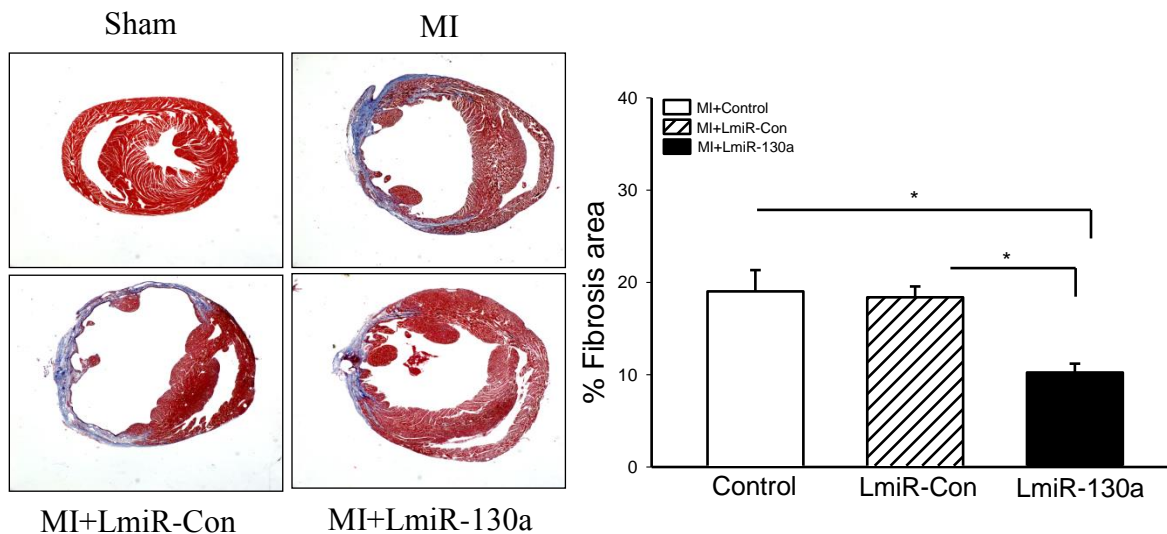 Sham
MI
MI+LmiR-Con
MI+LmiR-130a
% Fibrosis area
40
30
20
10
0
MI+Control
MI+LmiR-Con
MI+LmiR-130a
*
*
Control
LmiR-Con
LmiR-130a